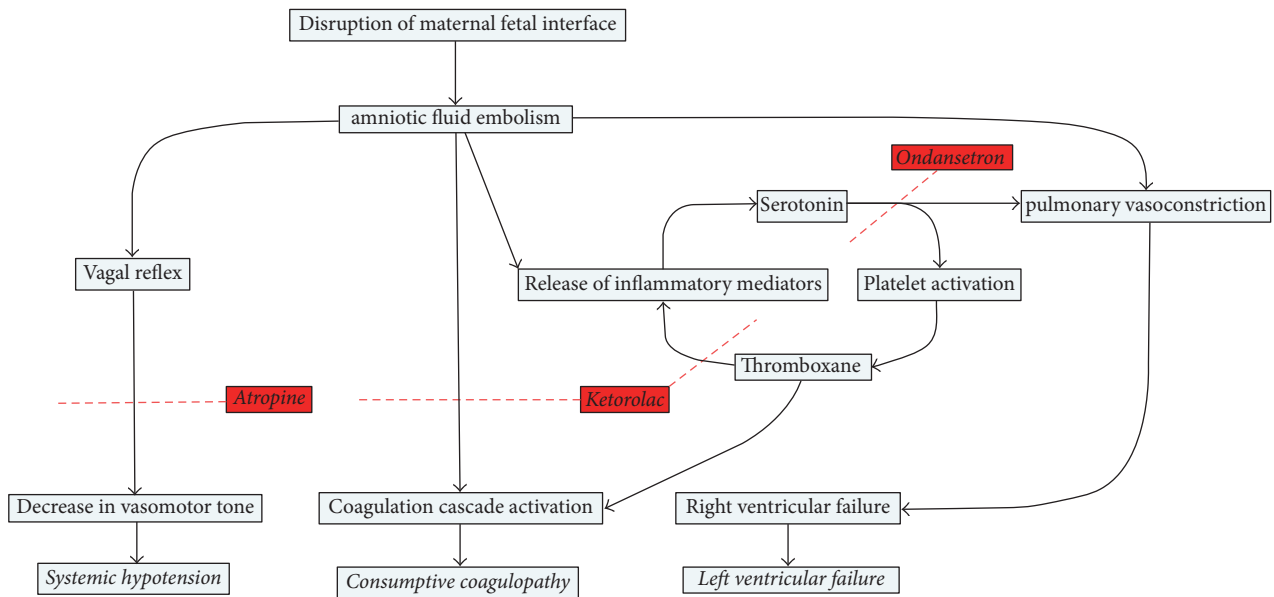 Disruption of maternal fetal interface
amniotic fluid embolism
Ondansetron
Serotonin
pulmonary vasoconstriction
Vagal reflex
Release of inflammatory mediators
Platelet activation
Thromboxane
Atropine
Ketorolac
Decrease in vasomotor tone
Coagulation cascade activation
Right ventricular failure
Systemic hypotension
Consumptive coagulopathy
Left ventricular failure